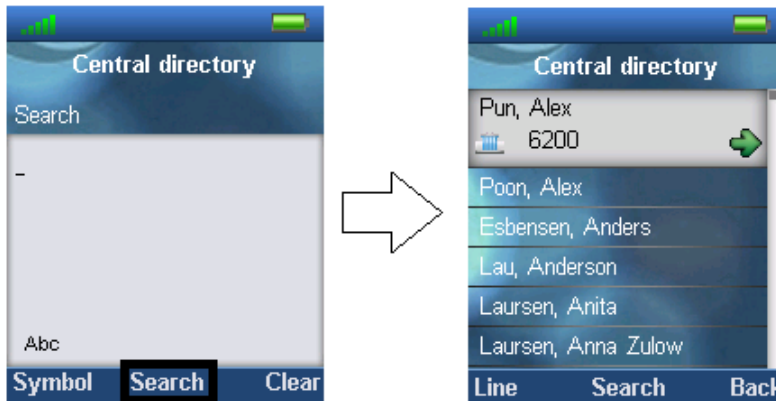 Central directory
Search
_
Abc
Symbol Search Clear
Central directory
Pun, Alex
6200
Poon, Alex
Esbensen, Anders
Lau, Anderson
Laursen, Anita
Laursen, Anna Zulow
Line Search Back